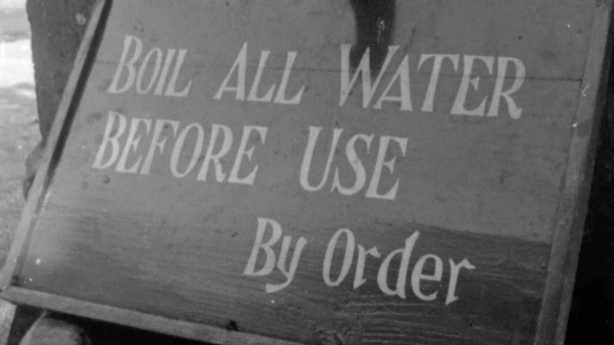 BOIL ALL WATER
BEFORE USE
By Order